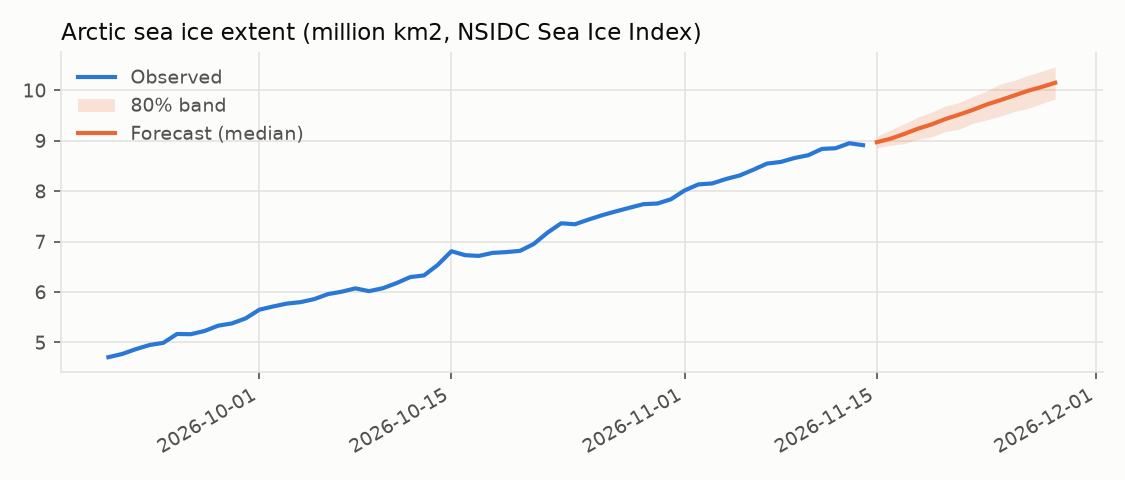 Arctic sea ice extent (million km2, NSIDC Sea Ice Index)
Observed
80% band
Forecast (median)
10
9
8
7
6
5
2026-10-01
2026-10-15
2026-11-01
2026-11-15
2026-12-01